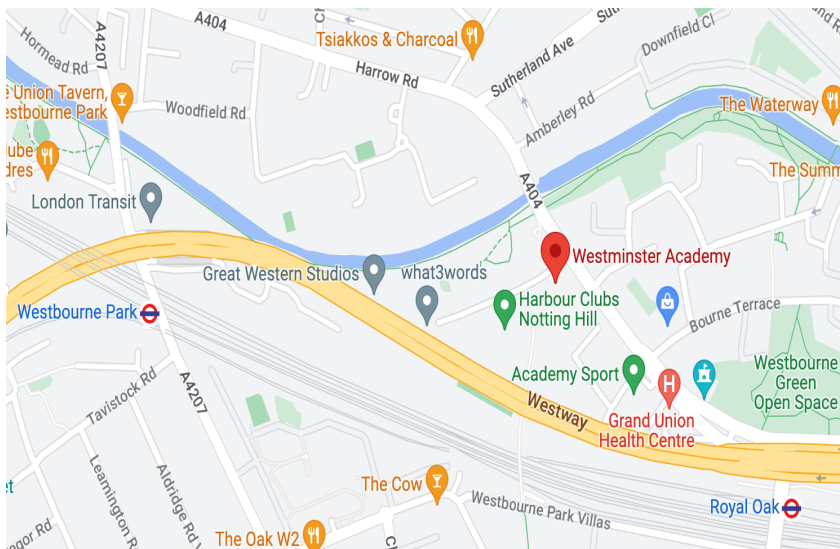 A404
A4207
Hormead Rd
Tsiakkos & Charcoal
Harrow Rd
Sutherland Ave
Downfield Cl
Union Tavern,
Westbourne Park
Woodfield Rd
Amberley Rd
The Waterway
The Summ
London Transit
A404
Westminster Academy
Great Western Studios
what3words
Harbour Clubs
Notting Hill
Westbourne Park
Bourne Terrace
Academy Sport
Westbourne
Green
Open Space
A4207
Tavistock Rd
Westway
Grand Union
Health Centre
H
Leamington R
Aldridge Rd V
The Cow
Westbourne Park Villas
Royal Oak
The Oak W2